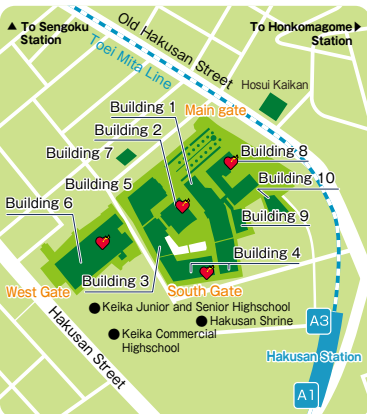 ▲ To Sengoku
Station
Old Hakusan Street
To Honkomagome ▶
Station
Toei Mita Line
Hosui Kaikan
Building 1
Main gate
Building 2
Building 7
Building 8
Building 5
Building 10
Building 6
Building 9
Building 4
Building 3
West Gate
South Gate
Keika Junior and Senior Highschool
Hakusan Shrine
Keika Commercial
Highschool
Hakusan Street
A3
Hakusan Station
A1